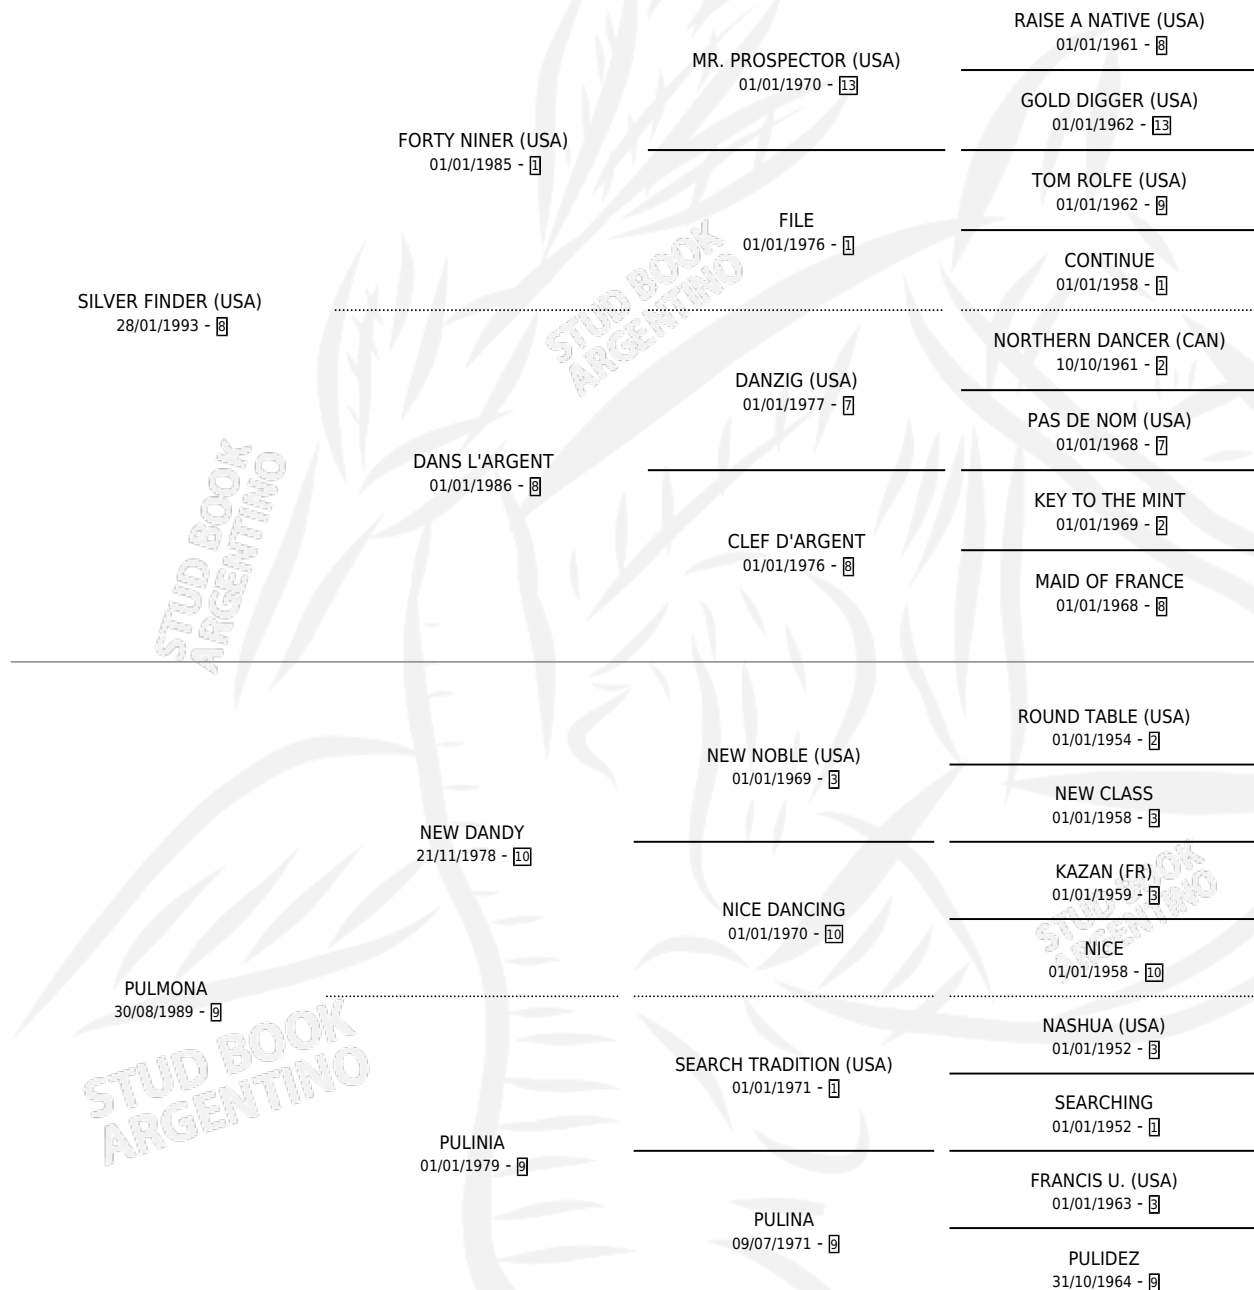 RAISE A NATIVE (USA)
01/01/1961 - 8
MR. PROSPECTOR (USA)
01/01/1970 - 13
GOLD DIGGER (USA)
01/01/1962 - 13
FORTY NINER (USA)
01/01/1985 - 1
TOM ROLFE (USA)
01/01/1962 - 9
FILE
01/01/1976 - 1
CONTINUE
01/01/1958 - 1
SILVER FINDER (USA)
28/01/1993 - 8
NORTHERN DANCER (CAN)
10/10/1961 - 2
DANZIG (USA)
01/01/1977 - 7
PAS DE NOM (USA)
01/01/1968 - 7
DANS L'ARGENT
01/01/1986 - 8
KEY TO THE MINT
01/01/1969 - 2
CLEF D'ARGENT
01/01/1976 - 8
MAID OF FRANCE
01/01/1968 - 8
ROUND TABLE (USA)
01/01/1954 - 2
NEW NOBLE (USA)
01/01/1969 - 3
NEW CLASS
01/01/1958 - 3
NEW DANDY
21/11/1978 - 10
KAZAN (FR)
01/01/1959 - 3
NICE DANCING
01/01/1970 - 10
NICE
01/01/1958 - 10
PULMONA
30/08/1989 - 9
NASHUA (USA)
01/01/1952 - 3
SEARCH TRADITION (USA)
01/01/1971 - 1
SEARCHING
01/01/1952 - 1
PULINIA
01/01/1979 - 9
FRANCIS U. (USA)
01/01/1963 - 3
PULINA
09/07/1971 - 9
PULIDEZ
31/10/1964 - 9
STUD BOOK
ARGENTINO
STUD BOOK
ARGENTINO
STUD BOOK
ARGENTINO
STUD BOOK
ARGENTINO